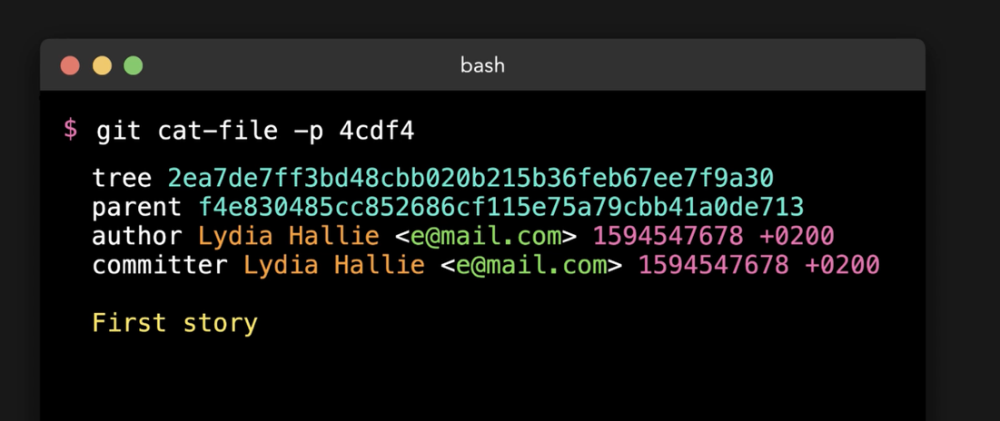 bash
$ git cat-file -p 4cdf4
tree 2ea7de7ff3bd48cbb020b215b36feb67ee7f9a30
parent f4e830485cc852686cf115e75a79cbb41a0de713
author Lydia Hallie <e@mail.com> 1594547678 +0200
committer Lydia Hallie <e@mail.com> 1594547678 +0200
First story